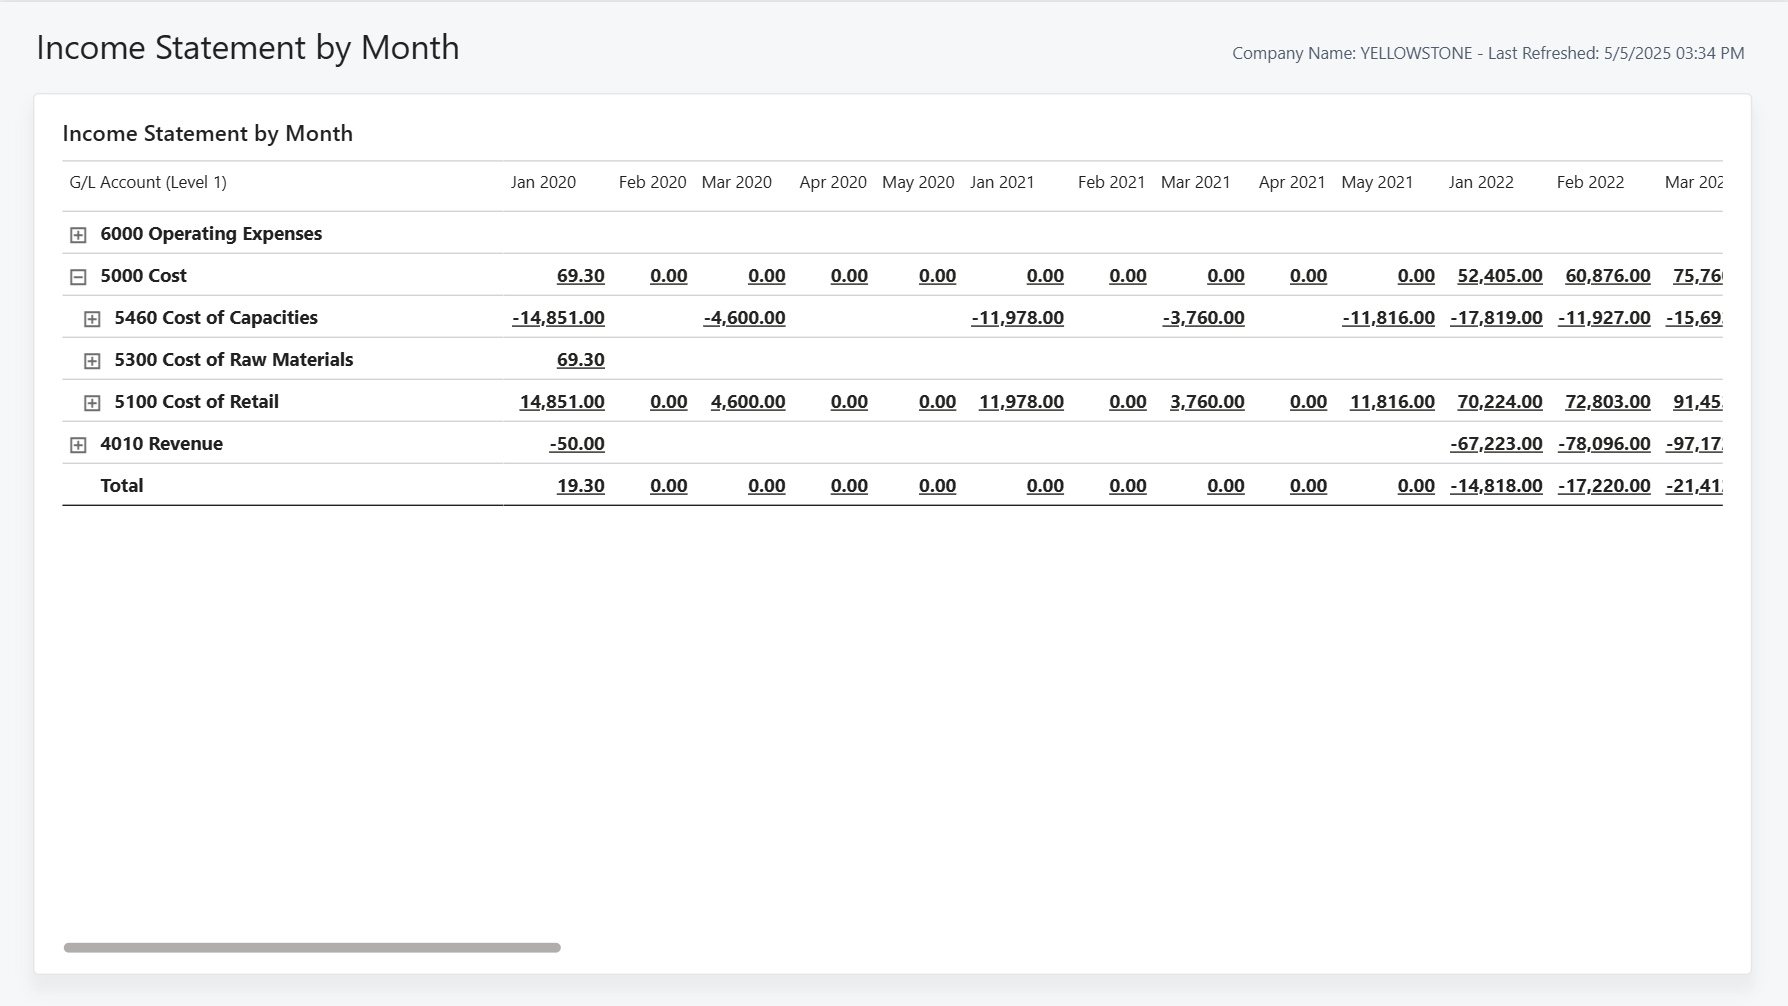 Income Statement by Month
Company Name: YELLOWSTONE - Last Refreshed: 5/5/2025 03:34 PM
Income Statement by Month
G/L Account (Level 1) Jan 2020 Feb 2020 Mar 2020 Apr 2020 May 2020 Jan 2021 Feb 2021 Mar 2021 Apr 2021 May 2021 Jan 2022 Feb 2022 Mar 202
6000 Operating Expenses
5000 Cost 69.30 0.00 0.00 0.00 0.00 0.00 0.00 0.00 0.00 0.00 52,405.00 60,876.00 75,76
5460 Cost of Capacities -14,851.00 -4,600.00 -11,978.00 -3,760.00 -11,816.00 -17,819.00 -11,927.00 -15,69
5300 Cost of Raw Materials 69.30
5100 Cost of Retail 14,851.00 0.00 4,600.00 0.00 0.00 11,978.00 0.00 3,760.00 0.00 11,816.00 70,224.00 72,803.00 91,45
4010 Revenue -50.00 -67,223.00 -78,096.00 -97,17
Total 19.30 0.00 0.00 0.00 0.00 0.00 0.00 0.00 0.00 0.00 -14,818.00 -17,220.00 -21,41